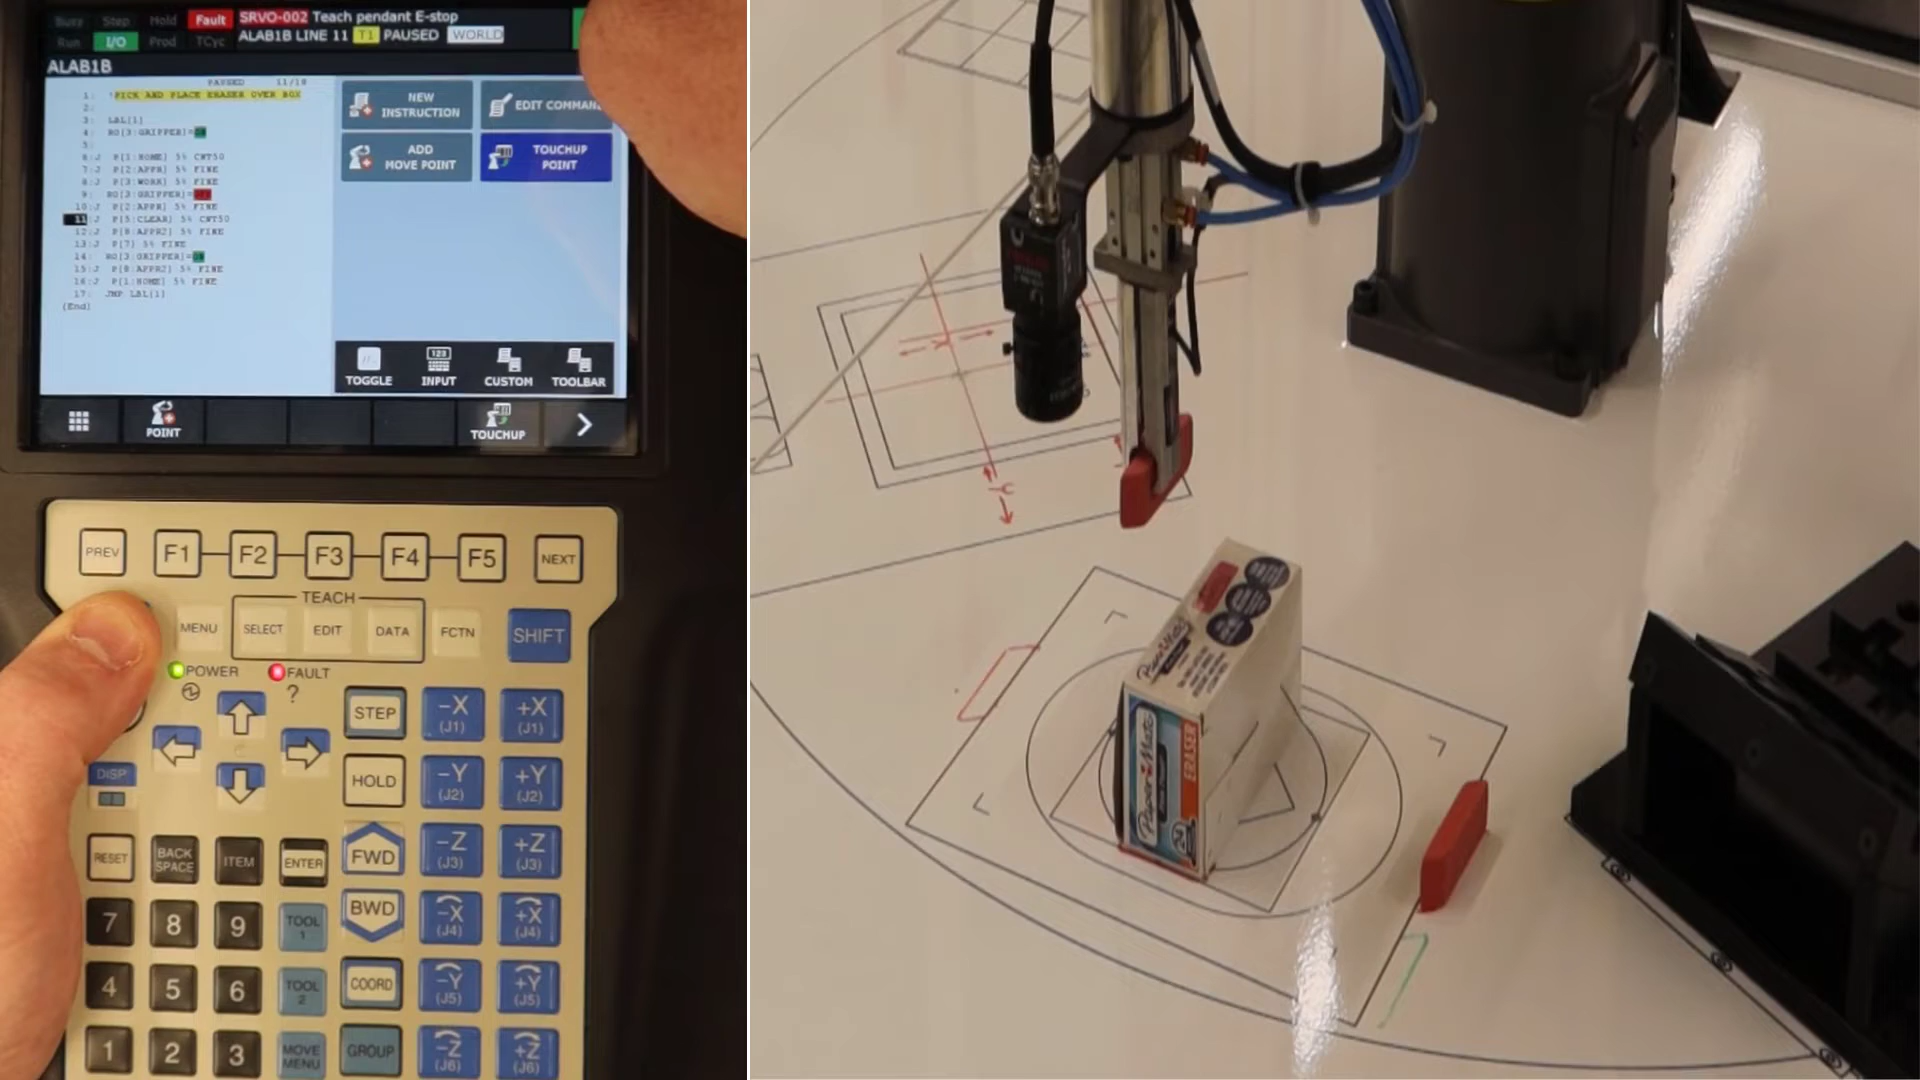 Busy Step Hold Fault SRVO-002 Teach pendant E-stop
Run I/O Prod TCyc ALAB1B LINE 11 T1 PAUSED WORLD
ALAB1B
PAUSED 11/18
1: !PICK AND PLACE ERASER OVER BOX
2:
3: LBL[1]
4: RO[3:GRIPPER]=ON
5:
6:J P[1:HOME] 5% CNT50
7:J P[2:APPR] 5% FINE
8:J P[3:WORK] 5% FINE
9: RO[3:GRIPPER]=OFF
10:J P[2:APPR] 5% FINE
11:J P[5:CLEAR] 5% CNT50
12:J P[8:APPR2] 5% FINE
13:J P[7] 5% FINE
14: RO[3:GRIPPER]=ON
15:J P[8:APPR2] 5% FINE
16:J P[1:HOME] 5% FINE
17: JMP LBL[1]
[End]
NEW INSTRUCTION
EDIT COMMAN
ADD MOVE POINT
TOUCHUP POINT
TOGGLE INPUT CUSTOM TOOLBAR
POINT TOUCHUP
PREV F1 F2 F3 F4 F5 NEXT
TEACH
MENU SELECT EDIT DATA FCTN SHIFT
POWER FAULT
?
STEP -X (J1) +X (J1)
DISP HOLD -Y (J2) +Y (J2)
RESET BACK SPACE ITEM ENTER FWD -Z (J3) +Z (J3)
7 8 9 TOOL 1 BWD -X (J4) +X (J4)
4 5 6 TOOL 2 COORD -Y (J5) +Y (J5)
1 2 3 MOVE MENU GROUP -Z (J6) +Z (J6)
X
Y
Paper Mate
Paper Mate
ERASER
24